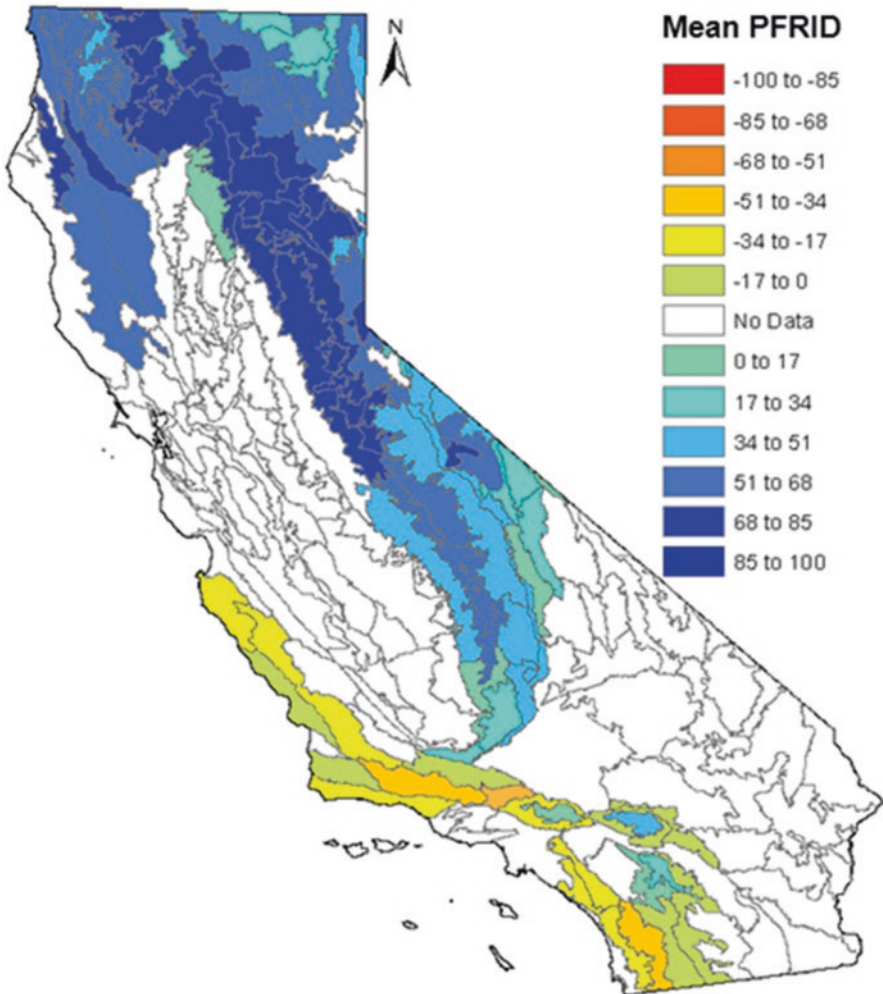 N
Mean PFRID
-100 to -85
-85 to -68
-68 to -51
-51 to -34
-34 to -17
-17 to 0
No Data
0 to 17
17 to 34
34 to 51
51 to 68
68 to 85
85 to 100